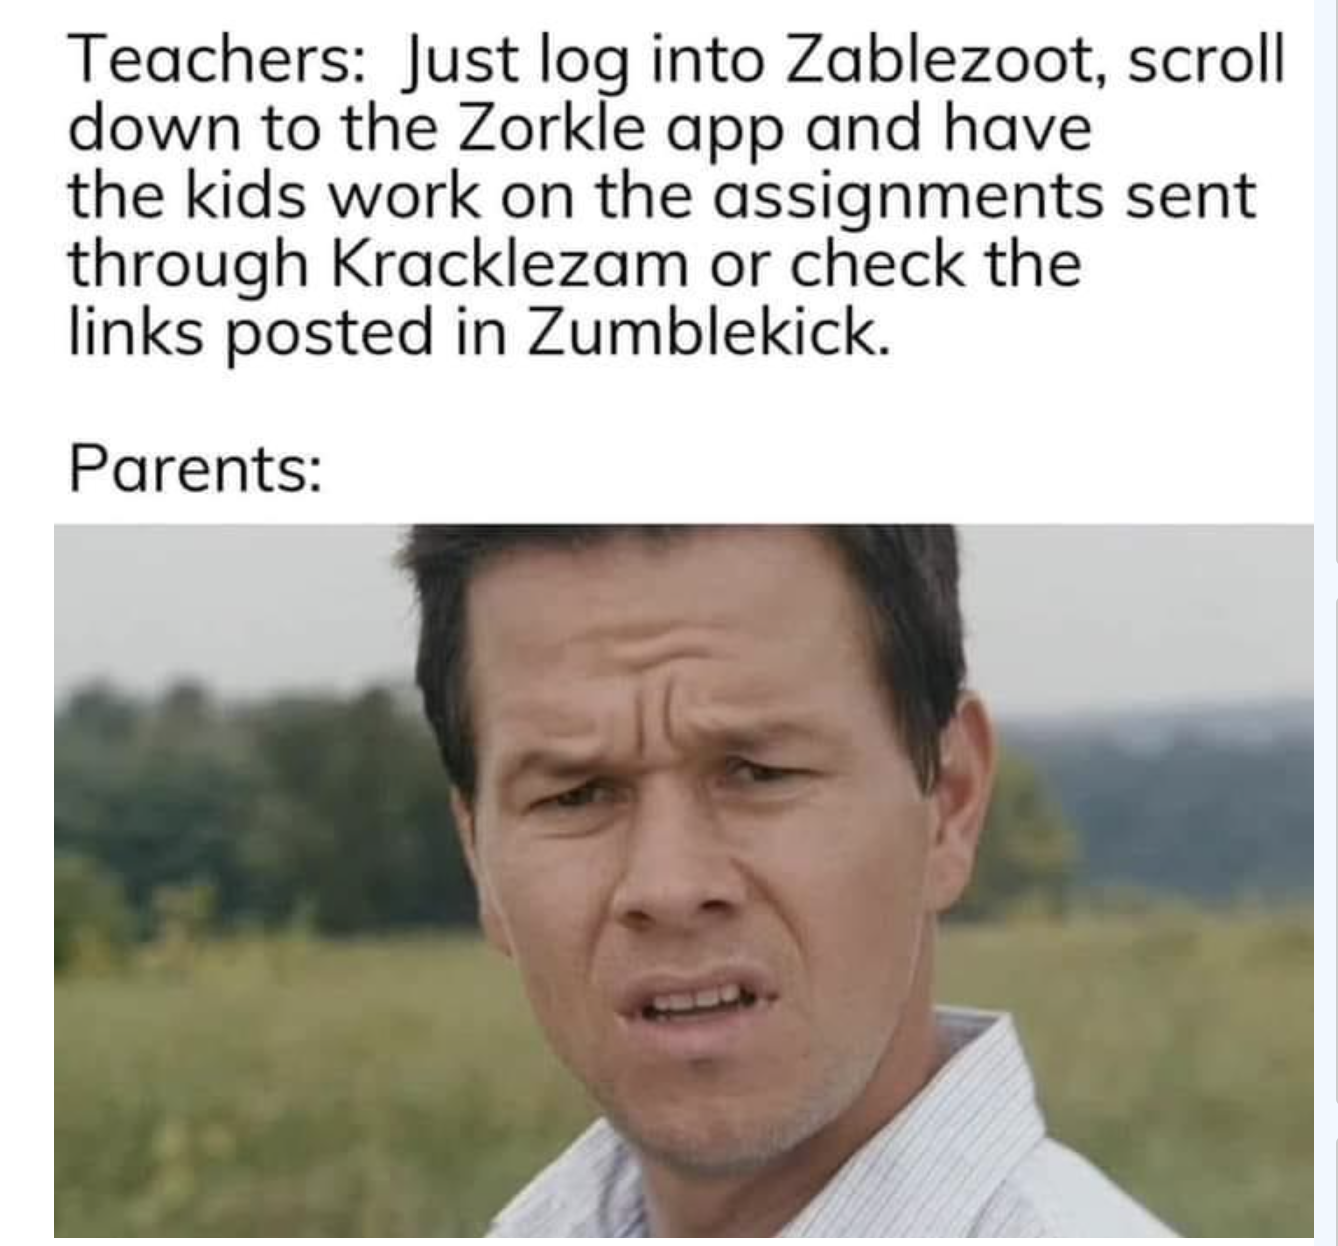 Teachers:  Just log into Zablezoot, scroll
down to the Zorkle app and have
the kids work on the assignments sent
through Kracklezam or check the
links posted in Zumblekick.
Parents: